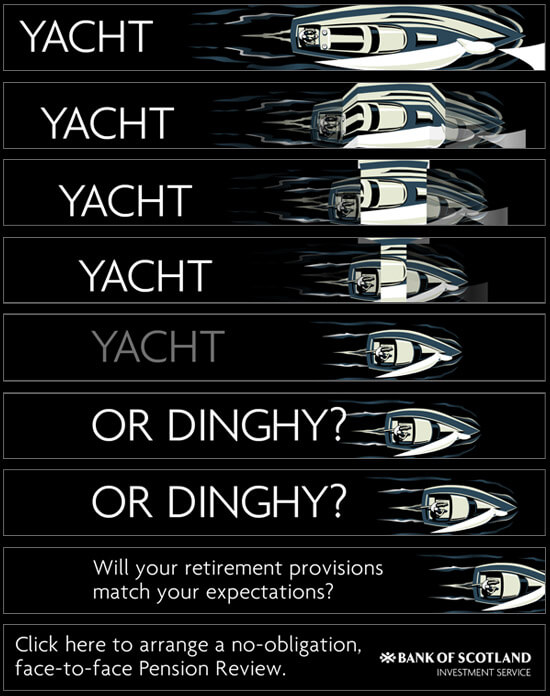 YACHT
YACHT
YACHT
YACHT
YACHT
OR DINGHY?
OR DINGHY?
Will your retirement provisions
match your expectations?
Click here to arrange a no-obligation,
face-to-face Pension Review.
BANK OF SCOTLAND
INVESTMENT SERVICE